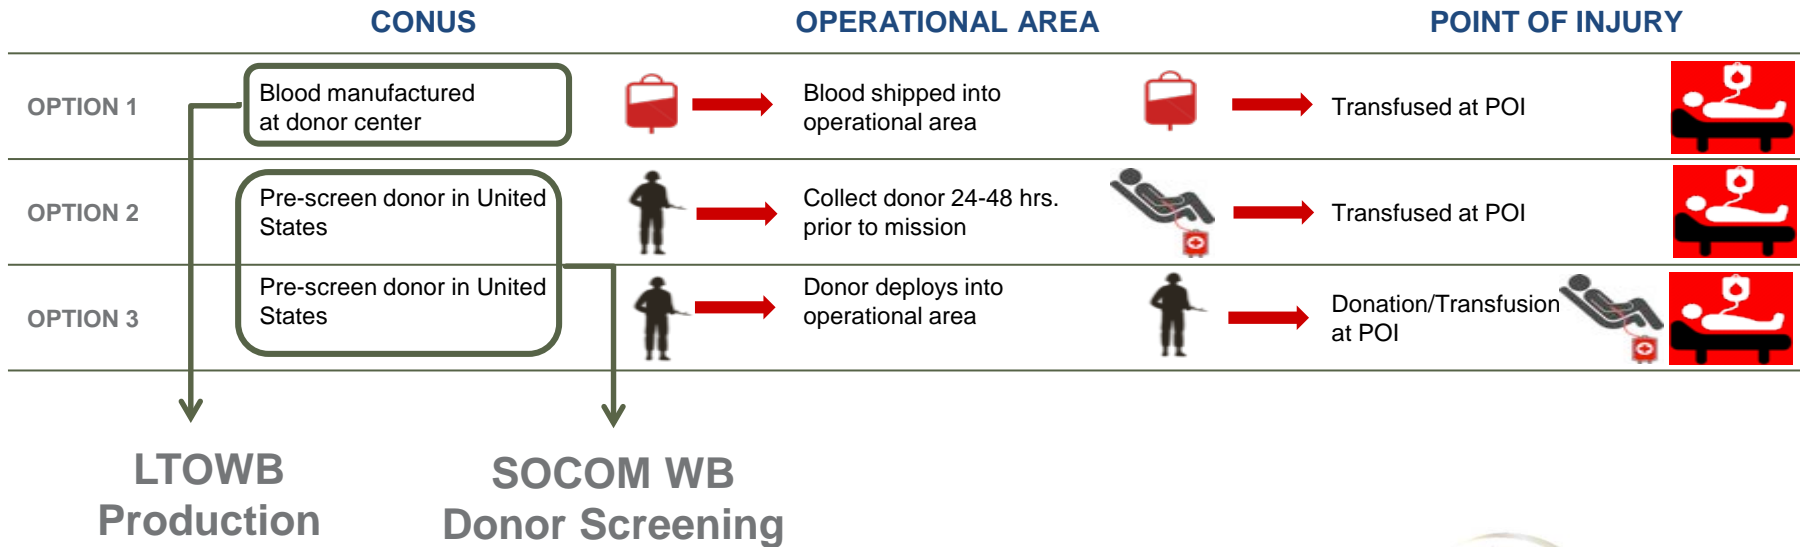 CONUS OPERATIONAL AREA POINT OF INJURY
OPTION 1
Blood manufactured
at donor center
Blood shipped into
operational area
Transfused at POI
OPTION 2
Pre-screen donor in United
States
Collect donor 24-48 hrs.
prior to mission
Transfused at POI
OPTION 3
Pre-screen donor in United
States
Donor deploys into
operational area
Donation/Transfusion
at POI
LTOWB
Production
SOCOM WB
Donor Screening